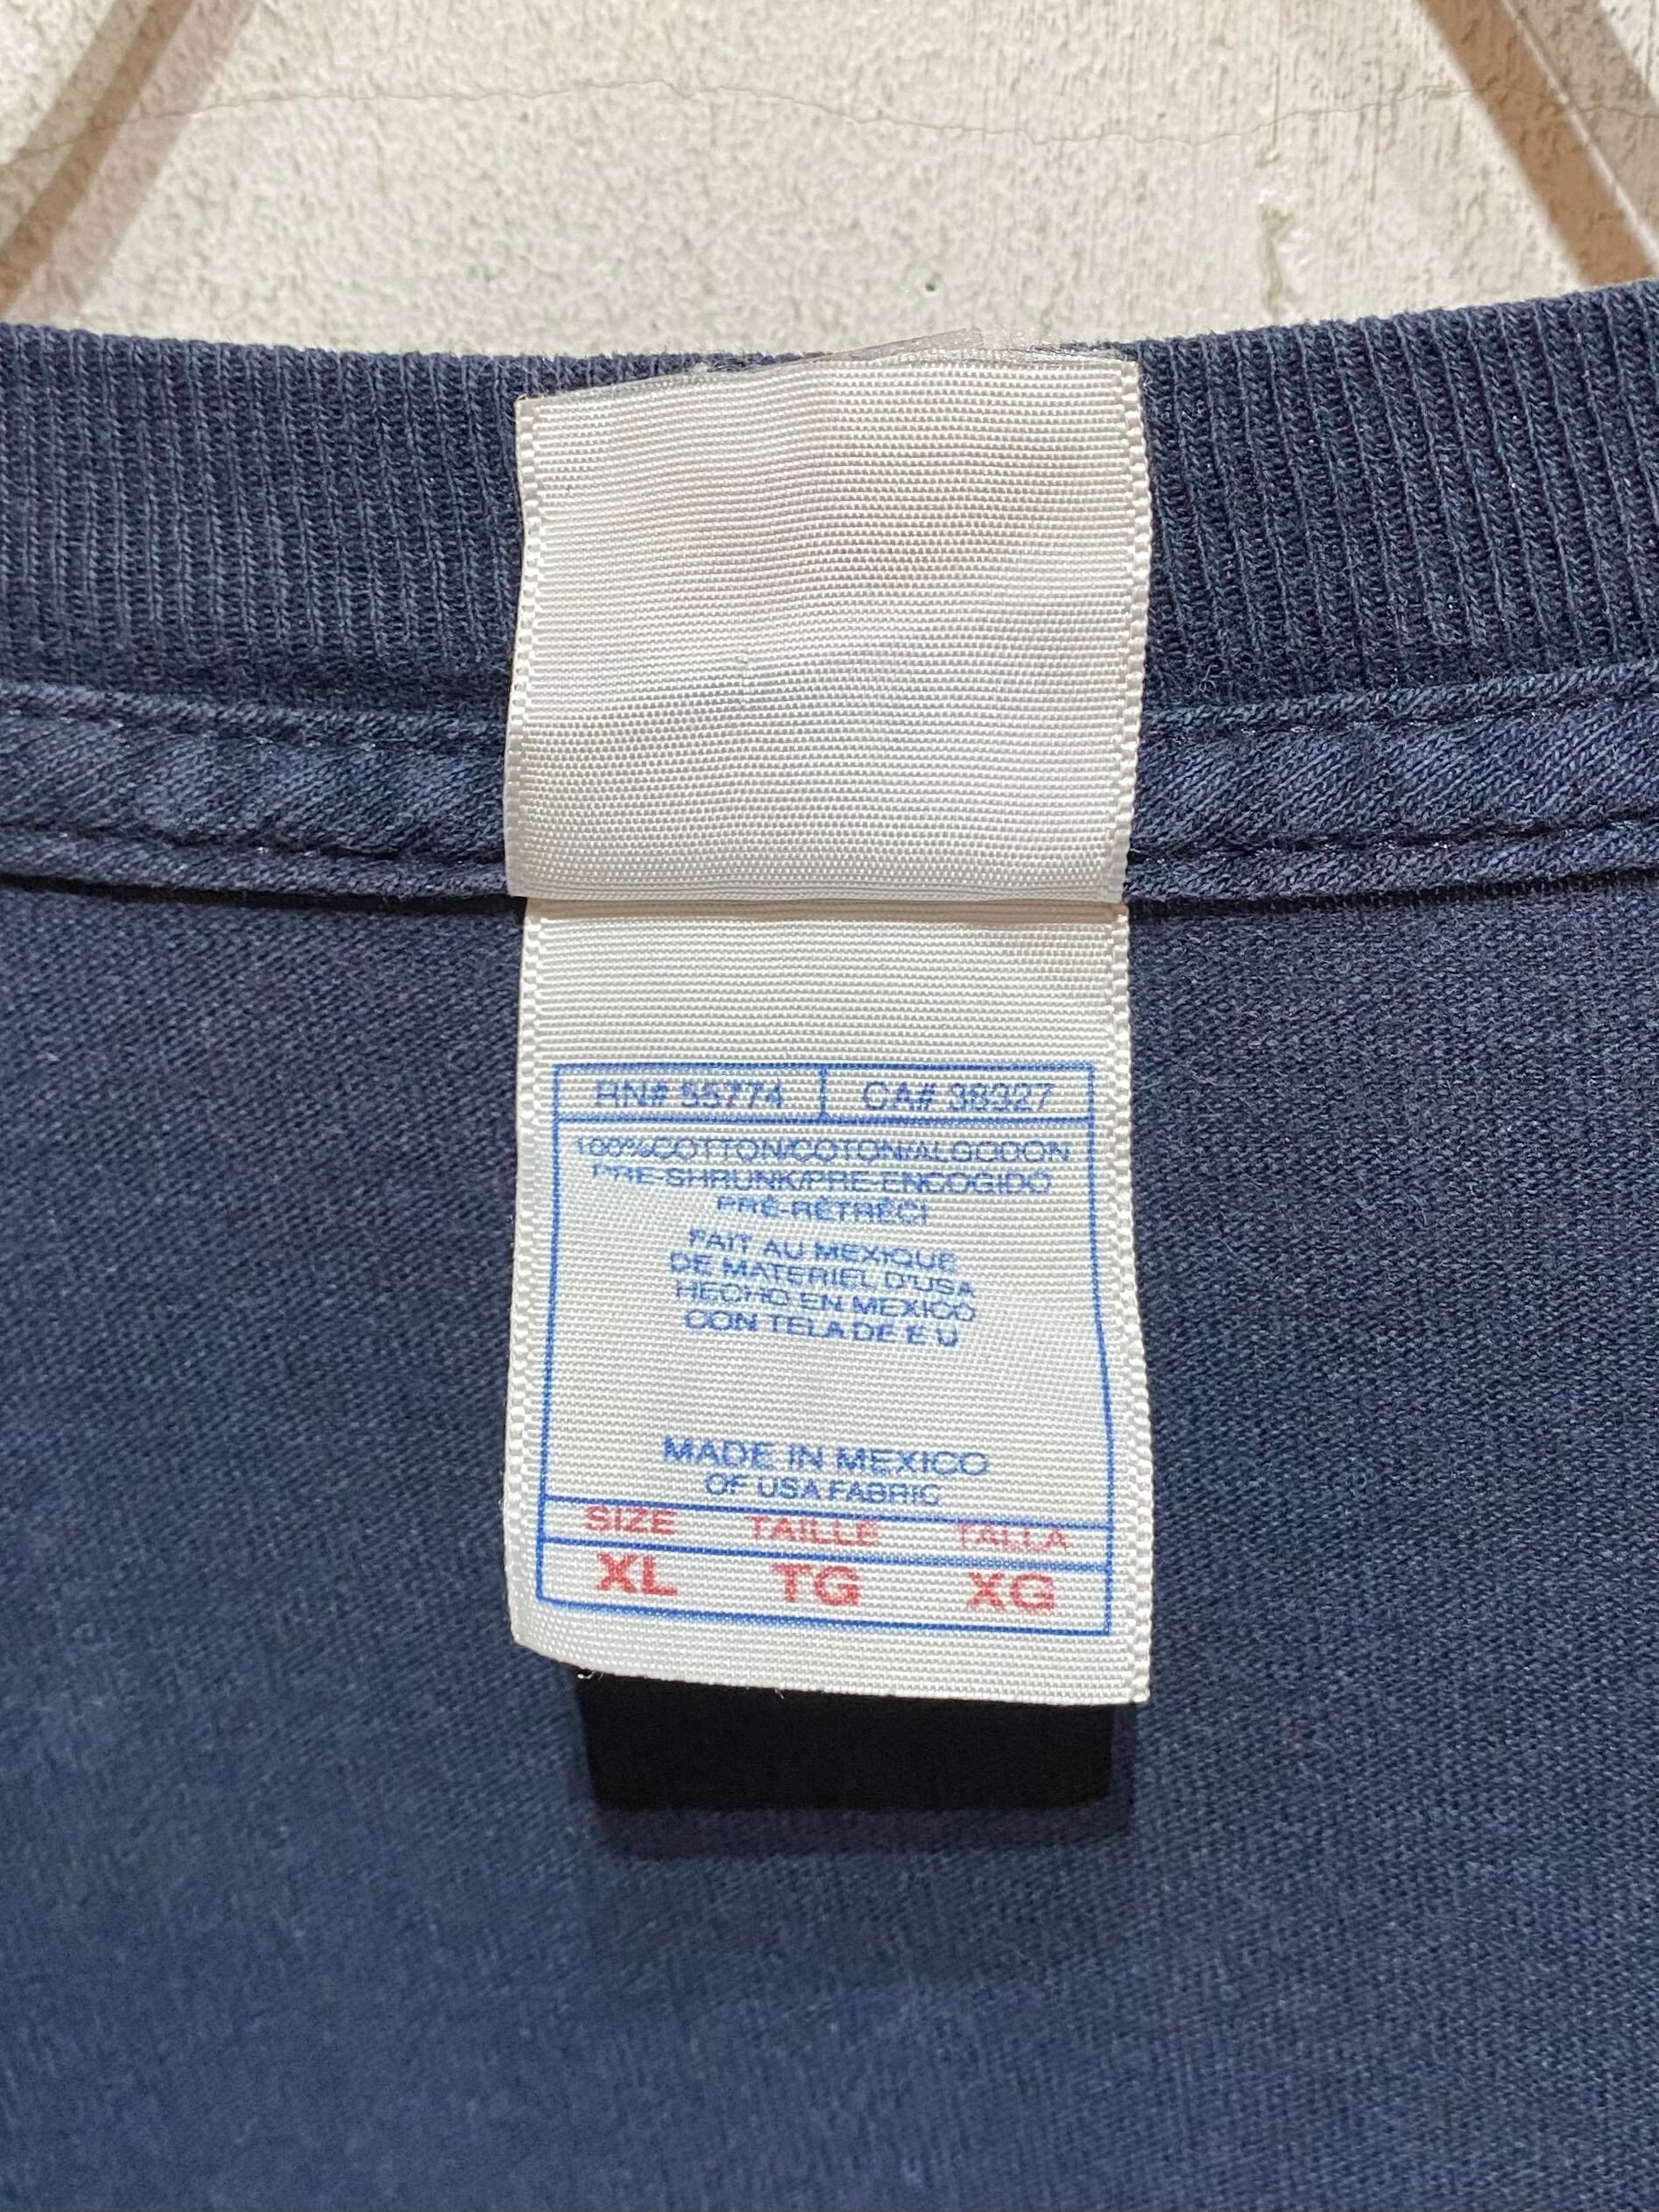 RN# 55774 CA# 38327
100% COTTON/COTON/ALGODON
PRE-SHRUNK/PRE-ENCOGIDO
PRÉ-RÉTRÉCI
FAIT AU MEXIQUE
DE MATERIEL D'USA
HECHO EN MEXICO
CON TELA DE E U
MADE IN MEXICO
OF USA FABRIC
SIZE TAILLE TALLA
XL TG XG